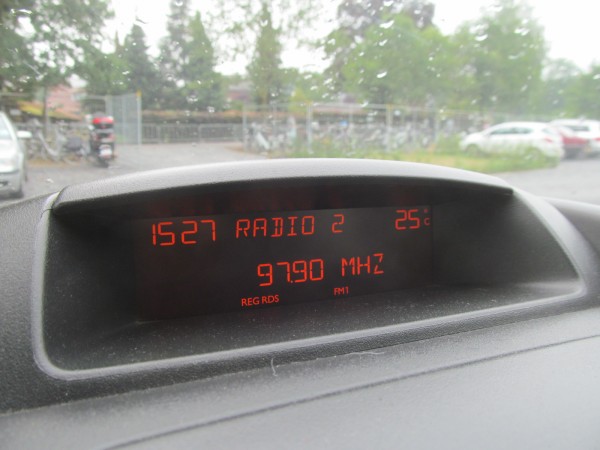 1527 RADIO 2 25°C
97.90 MHZ
REG RDS FM1